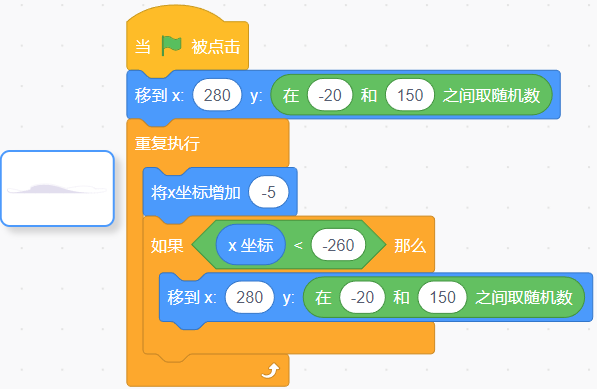 当 被点击
移到 x: 280 y: 在 -20 和 150 之间取随机数
重复执行
将x坐标增加 -5
如果 x 坐标 < -260 那么
移到 x: 280 y: 在 -20 和 150 之间取随机数